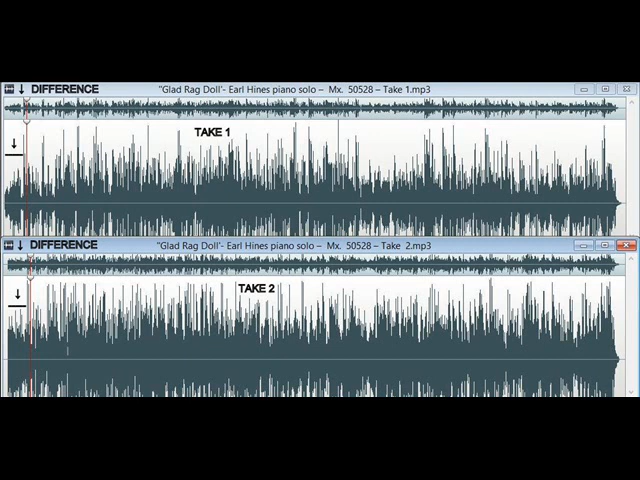 ↓ DIFFERENCE "Glad Rag Doll'- Earl Hines piano solo – Mx. 50528 – Take 1.mp3
TAKE 1
↓
↓ DIFFERENCE "Glad Rag Doll'- Earl Hines piano solo – Mx. 50528 – Take 2.mp3
TAKE 2
↓